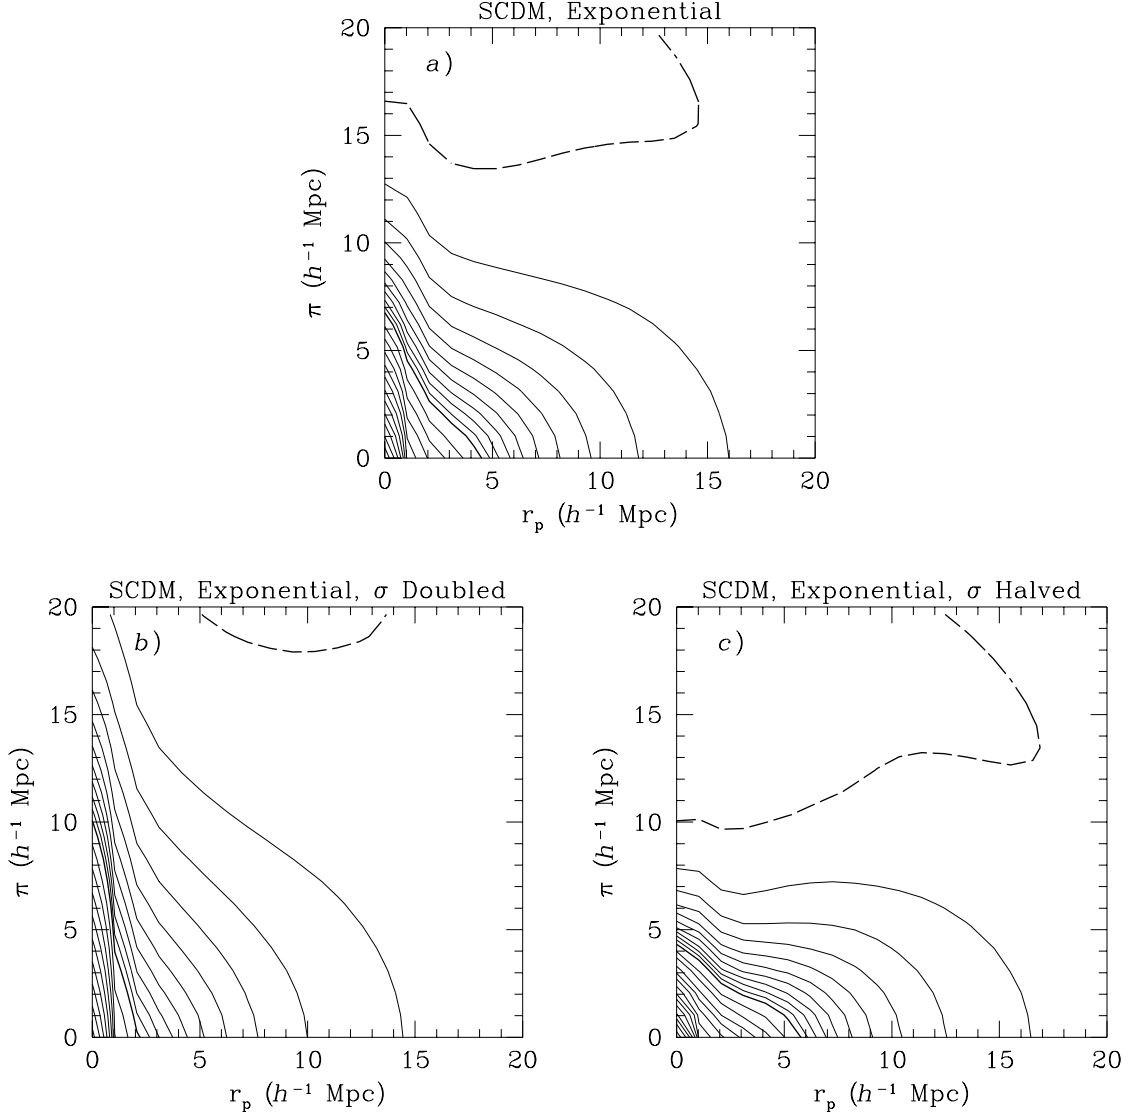 SCDM, Exponential
a)
20
15
10
5
0
π (h⁻¹ Mpc)
0 5 10 15 20
r_p (h⁻¹ Mpc)
SCDM, Exponential, σ Doubled
b)
20
15
10
5
0
π (h⁻¹ Mpc)
0 5 10 15 20
r_p (h⁻¹ Mpc)
SCDM, Exponential, σ Halved
c)
20
15
10
5
0
π (h⁻¹ Mpc)
0 5 10 15 20
r_p (h⁻¹ Mpc)